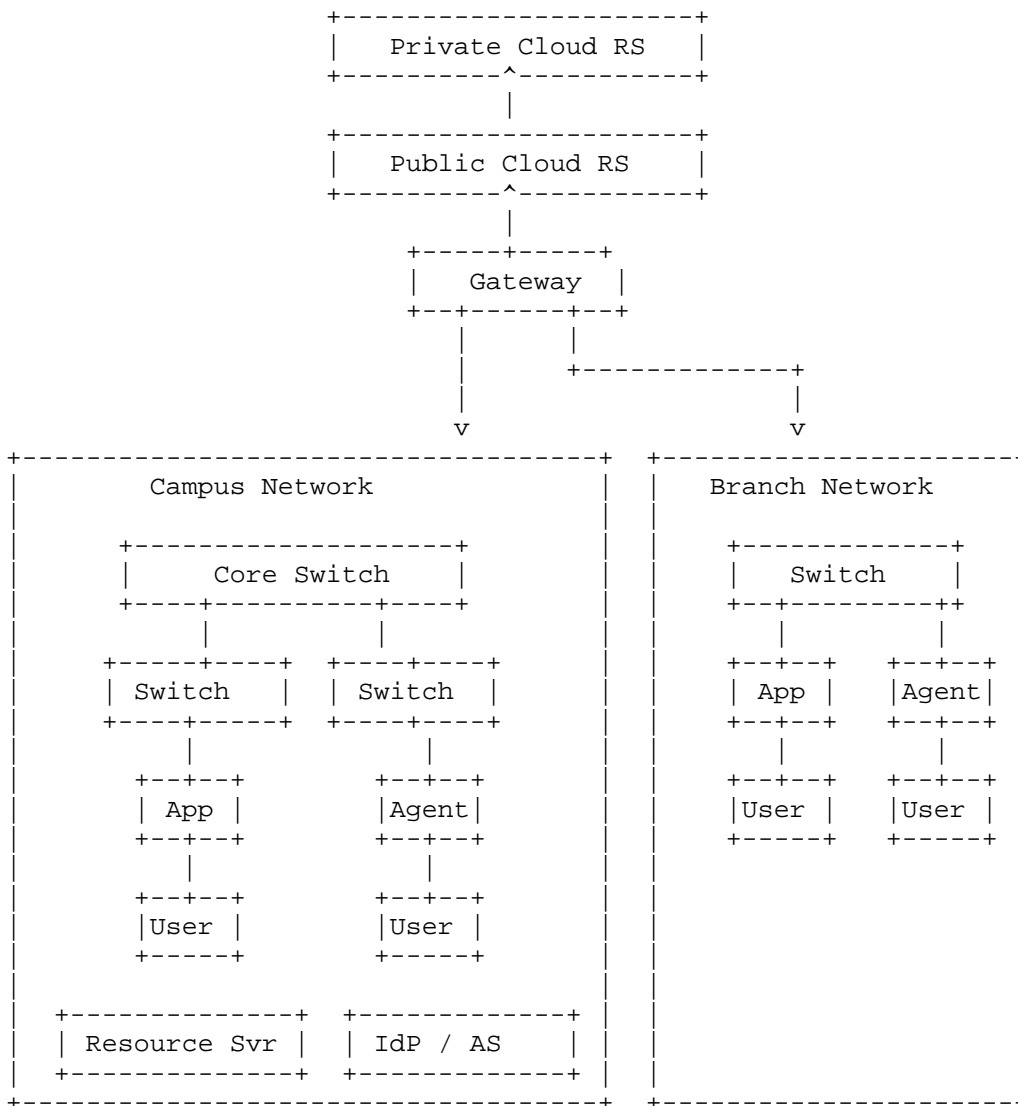 Private Cloud RS
Public Cloud RS
Gateway
Campus Network Branch Network
Core Switch Switch
Switch Switch App Agent
App Agent User User
User User
Resource Svr IdP / AS